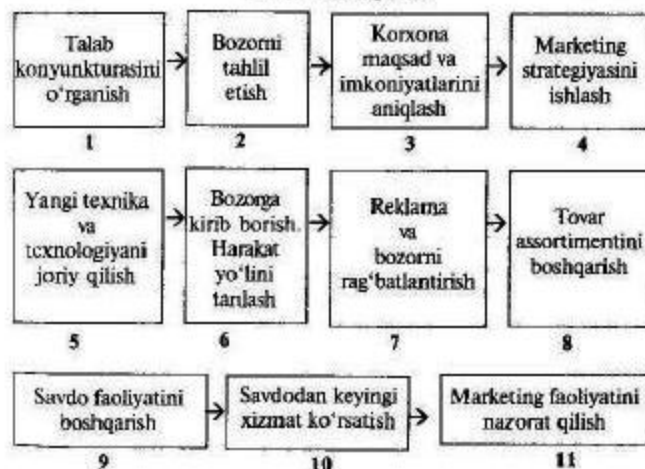 Talab
konyunkturasini
o‘rganish
1
Bozorni
tahlil
etish
2
Korxona
maqsad va
imkoniyatlarini
aniqlash
3
Marketing
strategiyasini
ishlash
4
Yangi texnika
va
texnologiyani
joriy qilish
5
Bozorga
kirib borish.
Harakat
yo‘lini
tanlash
6
Reklama
va
bozorni
rag‘batlantirish
7
Tovar
assortimentini
boshqarish
8
Savdo faoliyatini
boshqarish
9
Savdodan keyingi
xizmat ko‘rsatish
10
Marketing faoliyatini
nazorat qilish
11